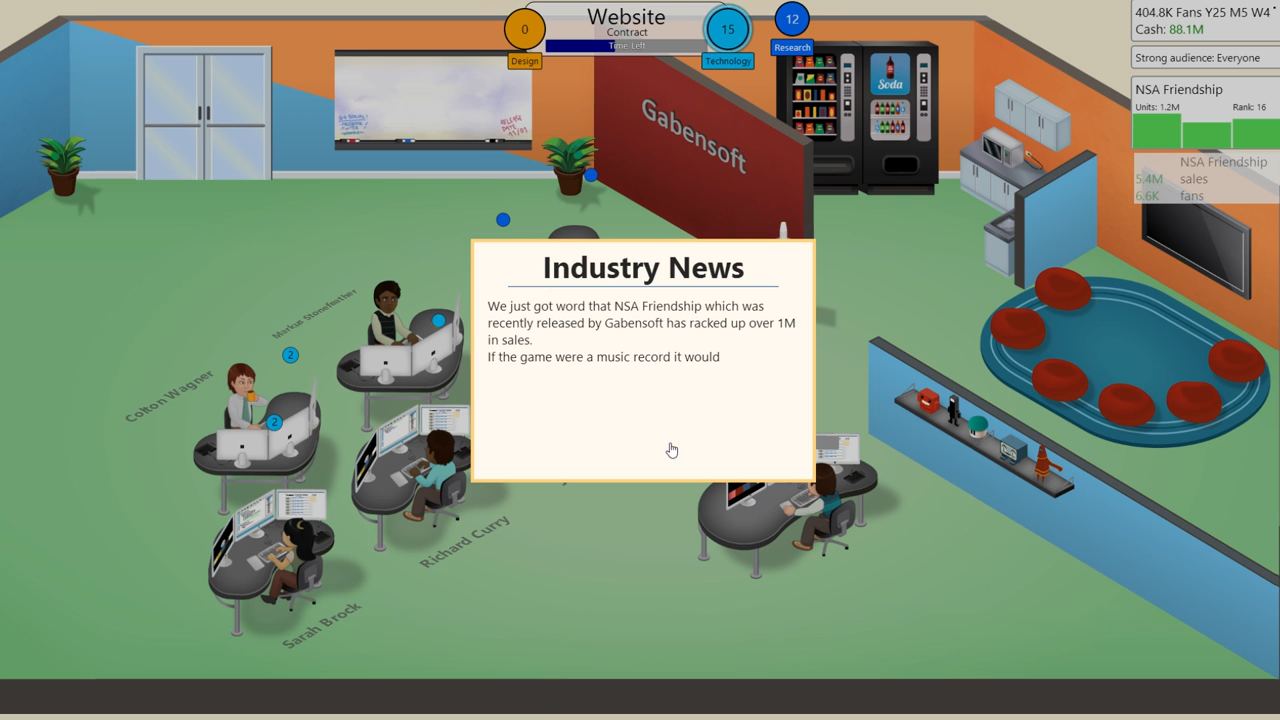 0
Design
Website
Contract
Time Left
15
Technology
12
Research
404.8K Fans Y25 M5 W4
Cash: 88.1M
Strong audience: Everyone
NSA Friendship
Units: 1.2M
Rank: 16
NSA Friendship
5.4M sales
6.6K fans
RELEASE
DATE
Gabensoft
Soda
Industry News
We just got word that NSA Friendship which was
recently released by Gabensoft has racked up over 1M
in sales.
If the game were a music record it would
Markus Stonefeather
2
Colton Wagner
2
Richard Curry
Sarah Brock